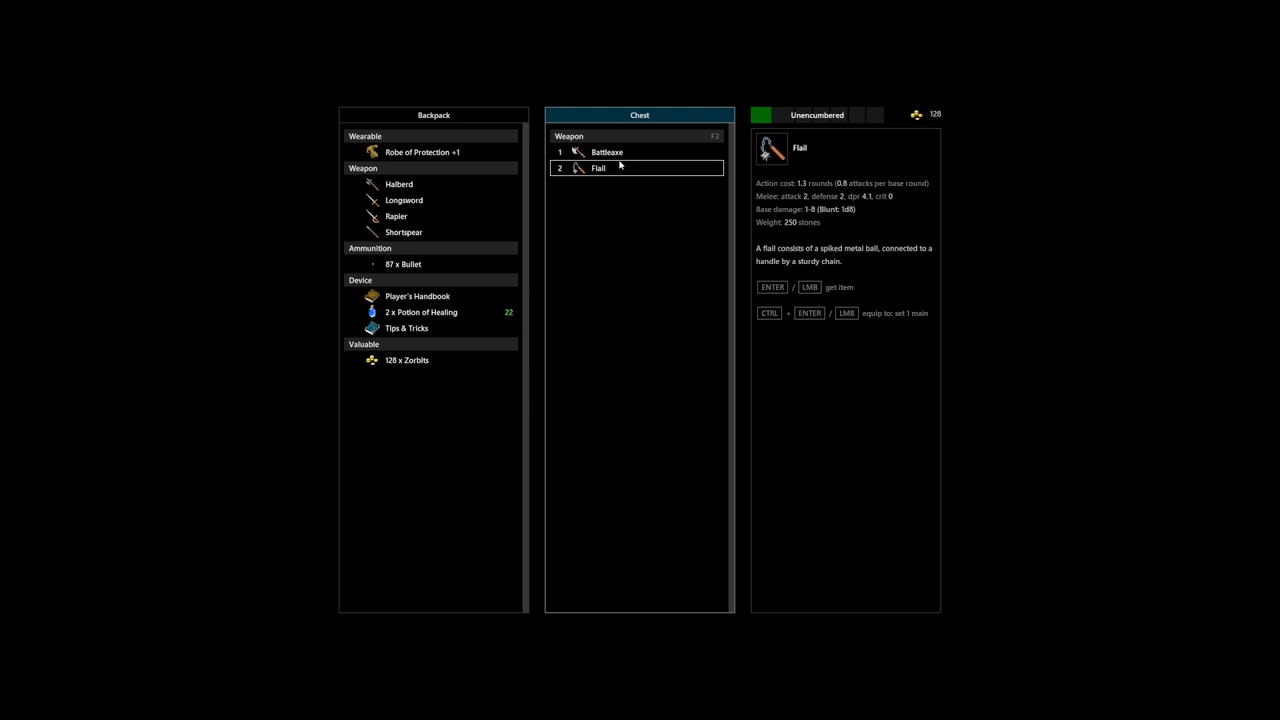 Backpack
Wearable
Robe of Protection +1
Weapon
Halberd
Longsword
Rapier
Shortspear
Ammunition
87 x Bullet
Device
Player's Handbook
2 x Potion of Healing 22
Tips & Tricks
Valuable
128 x Zorbits
Chest
Weapon F3
1 Battleaxe
2 Flail
Unencumbered 128
Flail
Action cost: 1.3 rounds (0.8 attacks per base round)
Melee: attack 2, defense 2, dpr 4.1, crit 0
Base damage: 1-8 (Blunt: 1d8)
Weight: 250 stones
A flail consists of a spiked metal ball, connected to a
handle by a sturdy chain.
ENTER / LMB get item
CTRL + ENTER / LMB equip to: set 1 main